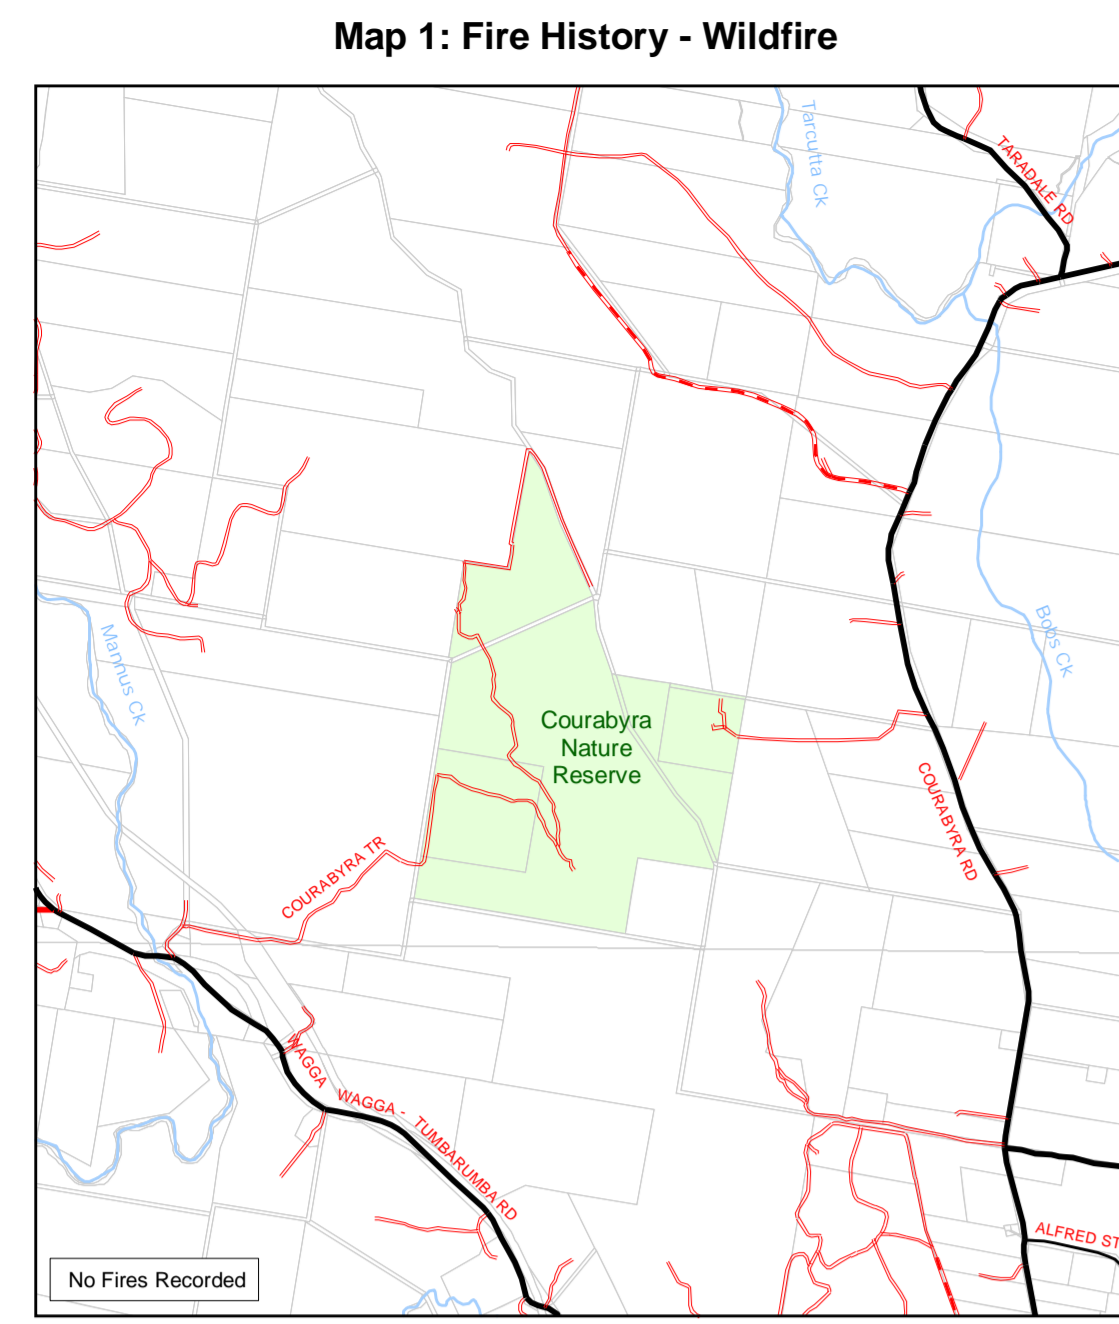 Map 1: Fire History - Wildfire
Tarcutta Ck
TARADALE RD
Bobs Ck
Mannus Ck
Courabyra
Nature
Reserve
COURABYRA RD
COURABYRA TR
WAGGA WAGGA - TUMBARUMBA RD
ALFRED ST
No Fires Recorded